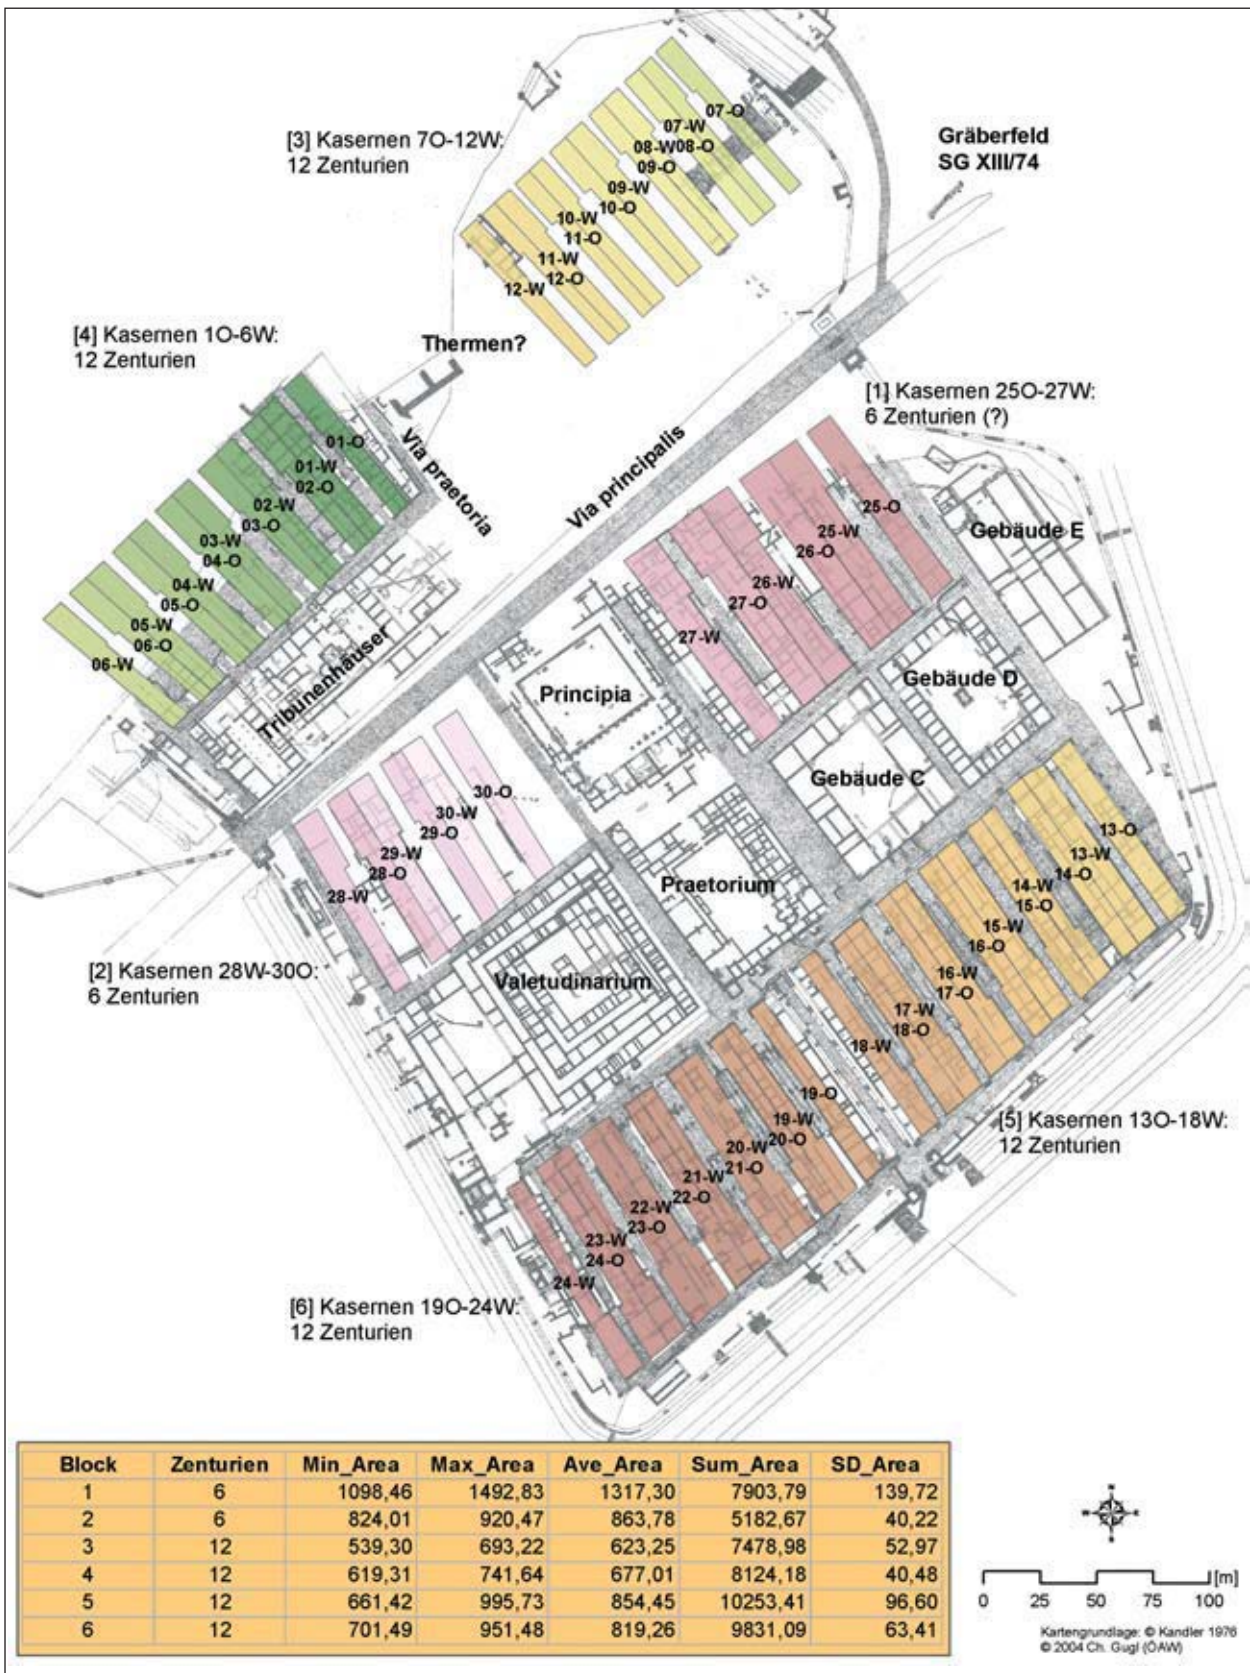 [3] Kasernen 7O-12W:
12 Zenturien
07-O
07-W
08-W
08-O
09-O
09-W
10-O
10-W
11-O
11-W
12-O
12-W
Gräberfeld
SG XIII/74
[4] Kasernen 1O-6W:
12 Zenturien
Thermen?
01-O
01-W
02-O
02-W
03-O
03-W
04-O
04-W
05-O
05-W
06-O
06-W
Via praetoria
Via principalis
Tribunenhäuser
[1] Kasernen 25O-27W:
6 Zenturien (?)
25-O
25-W
26-O
26-W
27-O
27-W
Gebäude E
Gebäude D
Gebäude C
Principia
Praetorium
Valetudinarium
30-O
30-W
29-O
29-W
28-O
28-W
[2] Kasernen 28W-30O:
6 Zenturien
13-O
13-W
14-O
14-W
15-O
15-W
16-O
16-W
17-O
17-W
18-O
18-W
[5] Kasernen 13O-18W:
12 Zenturien
19-O
19-W
20-O
20-W
21-O
21-W
22-O
22-W
23-O
23-W
24-O
24-W
[6] Kasernen 19O-24W:
12 Zenturien
Block Zenturien Min_Area Max_Area Ave_Area Sum_Area SD_Area
1 6 1098,46 1492,83 1317,30 7903,79 139,72
2 6 824,01 920,47 863,78 5182,67 40,22
3 12 539,30 693,22 623,25 7478,98 52,97
4 12 619,31 741,64 677,01 8124,18 40,48
5 12 661,42 995,73 854,45 10253,41 96,60
6 12 701,49 951,48 819,26 9831,09 63,41
[m]
0 25 50 75 100
Kartengrundlage: © Kandler 1976
© 2004 Ch. Gugl (ÖAW)